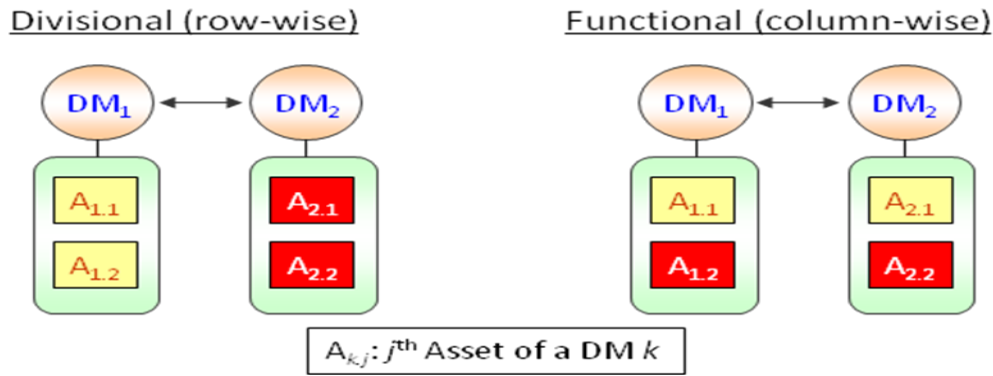 Divisional (row-wise) Functional (column-wise)
DM1 DM2 DM1 DM2
A1.1 A2.1 A1.1 A2.1
A1.2 A2.2 A1.2 A2.2
Ak.j: jth Asset of a DM k